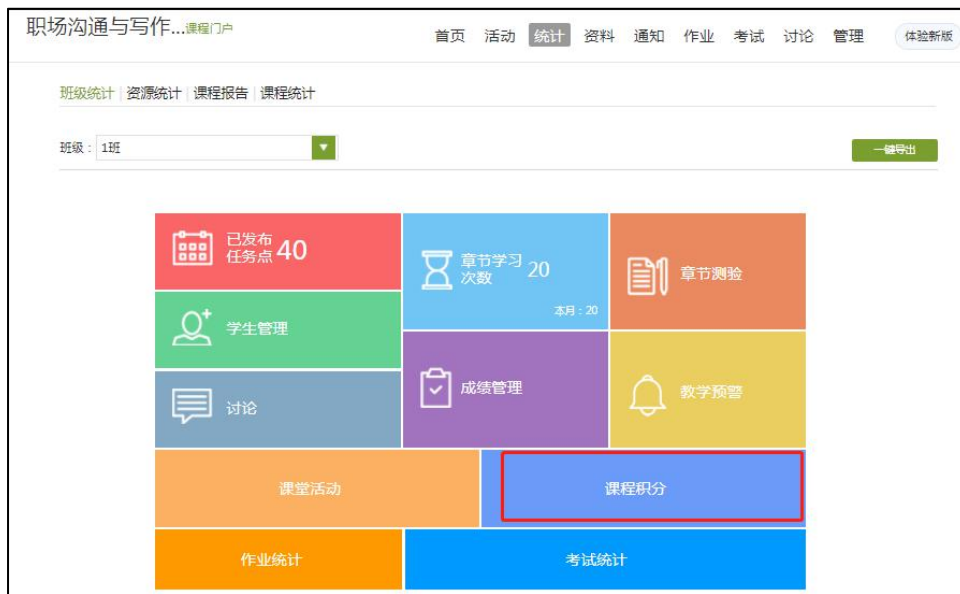 职场沟通与写作...课程门户
首页 活动 统计 资料 通知 作业 考试 讨论 管理 体验新版
班级统计 | 资源统计 | 课程报告 | 课程统计
班级：1班
一键导出
已发布
任务点 40
章节学习
次数 20
本月：20
章节测验
学生管理
成绩管理
教学预警
讨论
课堂活动
课程积分
作业统计
考试统计